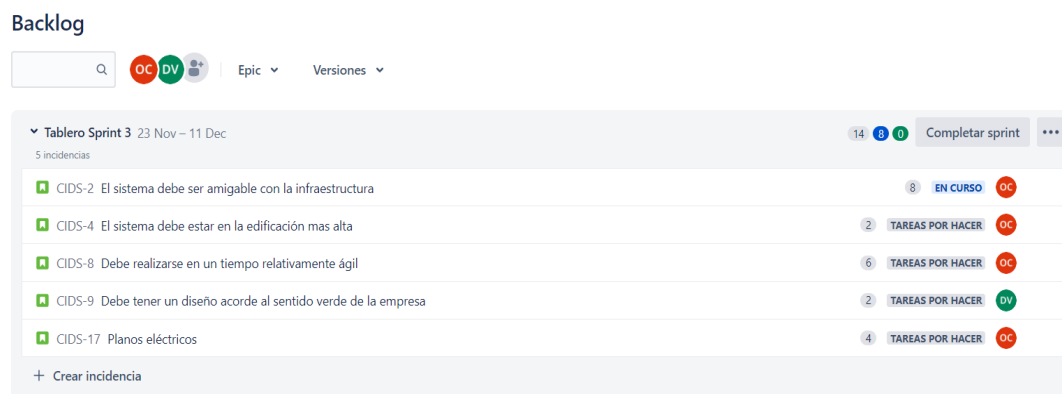 Backlog
OC DV Epic Versiones
Tablero Sprint 3 23 Nov – 11 Dec 14 8 0 Completar sprint
5 incidencias
CIDS-2 El sistema debe ser amigable con la infraestructura 8 EN CURSO OC
CIDS-4 El sistema debe estar en la edificación mas alta 2 TAREAS POR HACER OC
CIDS-8 Debe realizarse en un tiempo relativamente ágil 6 TAREAS POR HACER OC
CIDS-9 Debe tener un diseño acorde al sentido verde de la empresa 2 TAREAS POR HACER DV
CIDS-17 Planos eléctricos 4 TAREAS POR HACER OC
+ Crear incidencia